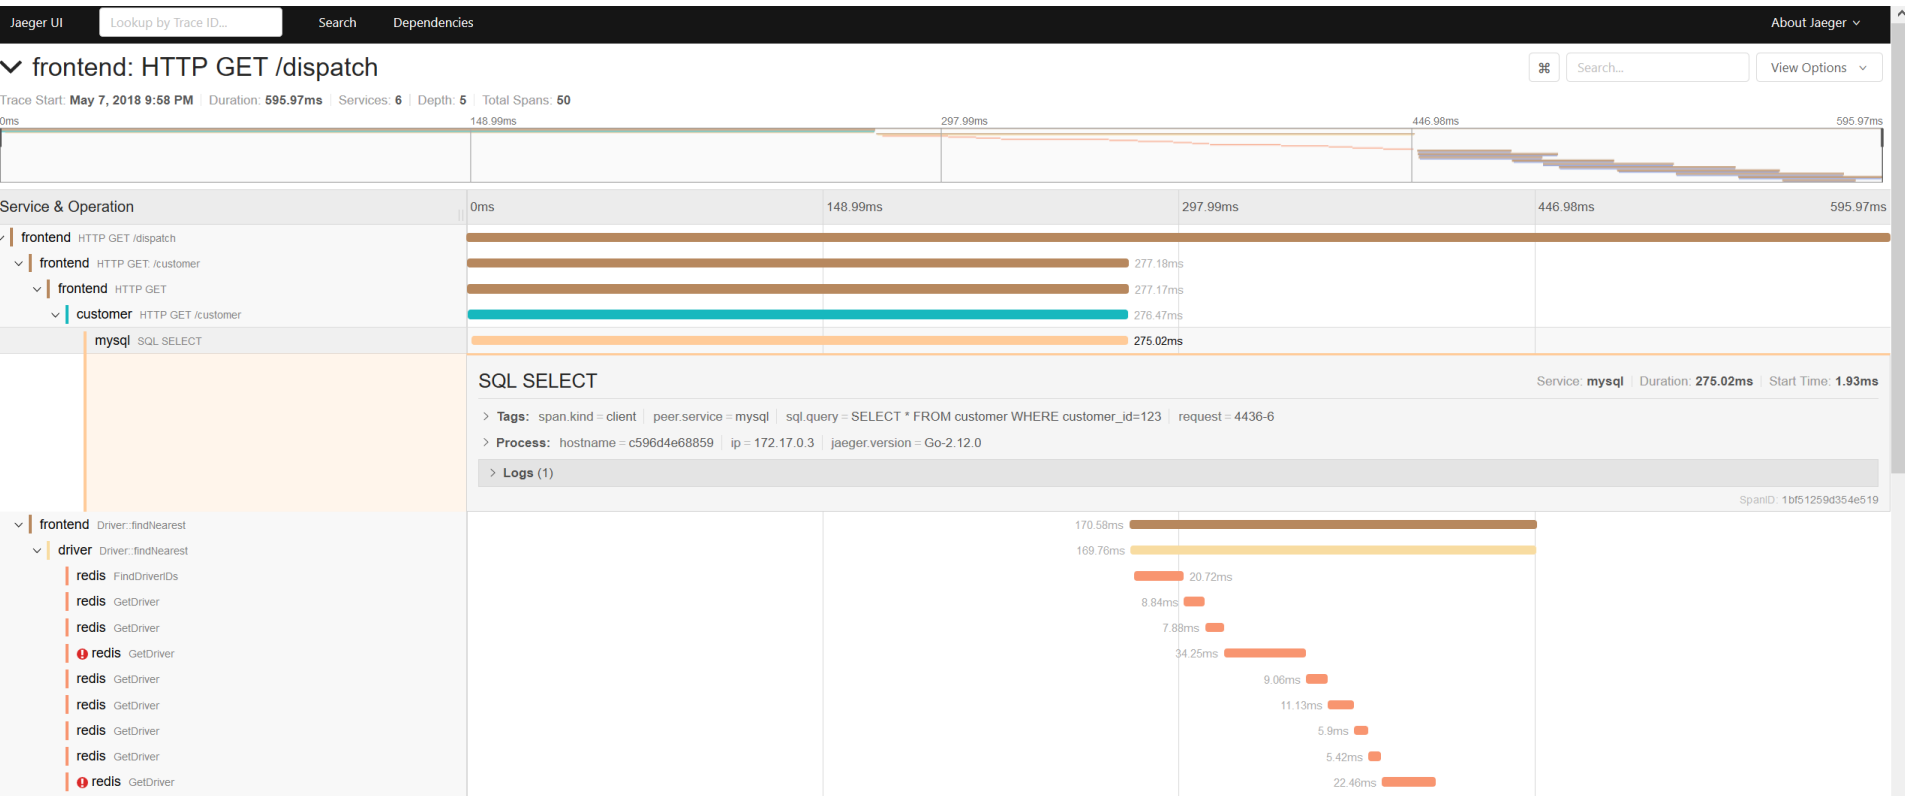 Jaeger UI Lookup by Trace ID... Search Dependencies About Jaeger
frontend: HTTP GET /dispatch ⌘ Search... View Options
Trace Start: May 7, 2018 9:58 PM Duration: 595.97ms Services: 6 Depth: 5 Total Spans: 50
0ms 148.99ms 297.99ms 446.98ms 595.97ms
Service & Operation 0ms 148.99ms 297.99ms 446.98ms 595.97ms
frontend HTTP GET /dispatch
frontend HTTP GET: /customer 277.18ms
frontend HTTP GET 277.17ms
customer HTTP GET /customer 276.47ms
mysql SQL SELECT 275.02ms
SQL SELECT Service: mysql Duration: 275.02ms Start Time: 1.93ms
Tags: span.kind = client peer.service = mysql sql.query = SELECT * FROM customer WHERE customer_id=123 request = 4436-6
Process: hostname = c596d4e68859 ip = 172.17.0.3 jaeger.version = Go-2.12.0
Logs (1)
SpanID: 1bf51259d354e519
frontend Driver::findNearest 170.58ms
driver Driver::findNearest 169.76ms
redis FindDriverIDs 20.72ms
redis GetDriver 8.84ms
redis GetDriver 7.88ms
redis GetDriver 34.25ms
redis GetDriver 9.06ms
redis GetDriver 11.13ms
redis GetDriver 5.9ms
redis GetDriver 5.42ms
redis GetDriver 22.46ms